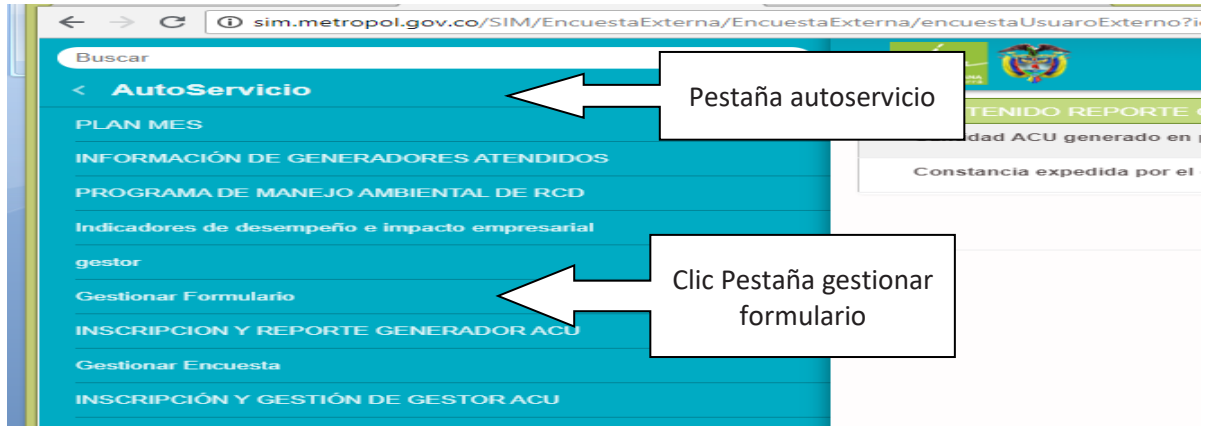 sim.metropol.gov.co/SIM/EncuestaExterna/EncuestaExterna/encuestaUsuaroExterno?i
Buscar
< AutoServicio
Pestaña autoservicio
PLAN MES
TENIDO REPORTE
INFORMACIÓN DE GENERADORES ATENDIDOS
dad ACU generado en
PROGRAMA DE MANEJO AMBIENTAL DE RCD
Constancia expedida por el
Indicadores de desempeño e impacto empresarial
gestor
Clic Pestaña gestionar
formulario
Gestionar Formulario
INSCRIPCION Y REPORTE GENERADOR ACU
Gestionar Encuesta
INSCRIPCIÓN Y GESTIÓN DE GESTOR ACU